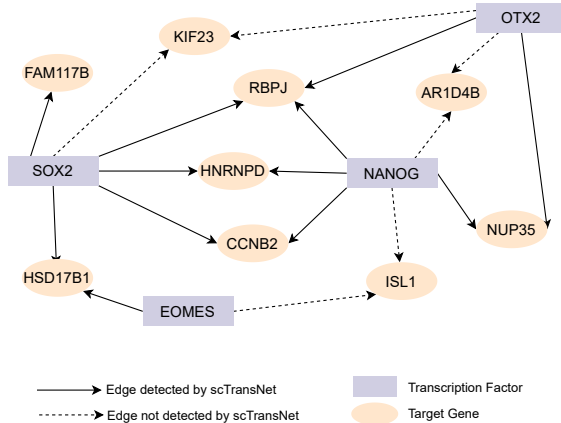 OTX2
KIF23
FAM117B
RBPJ
AR1D4B
SOX2
HNRNPD
NANOG
CCNB2
NUP35
HSD17B1
ISL1
EOMES
Edge detected by scTransNet
Transcription Factor
Edge not detected by scTransNet
Target Gene